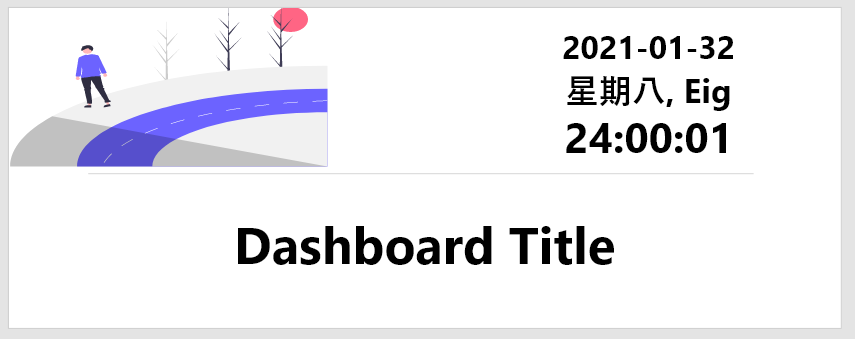 2021-01-32
星期八, Eig
24:00:01
Dashboard Title